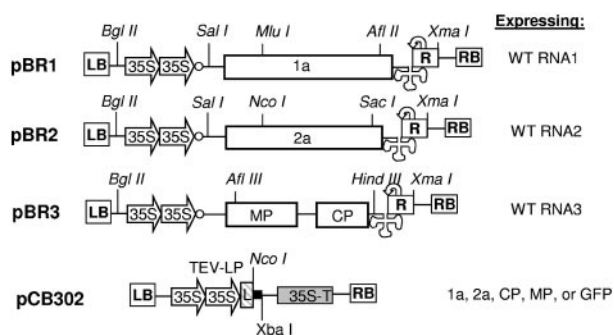 Expressing:
Bgl II Sal I Mlu I Afl II Xma I
pBR1 LB 35S 35S 1a R RB WT RNA1
Bgl II Sal I Nco I Sac I Xma I
pBR2 LB 35S 35S 2a R RB WT RNA2
Bgl II Afl III Hind III Xma I
pBR3 LB 35S 35S MP CP R RB WT RNA3
TEV-LP Nco I
pCB302 LB 35S 35S L 35S-T RB 1a, 2a, CP, MP, or GFP
Xba I